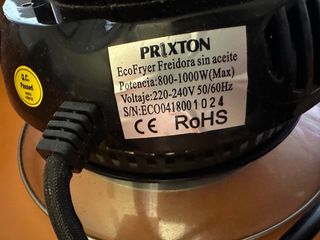 PRIXTON
EcoFryer Freidora sin aceite
Potencia:800-1000W(Max)
Voltaje:220-240V 50/60Hz
S/N:ECO041800 1 0 2 4
CE RoHS
Q.C.
Passed